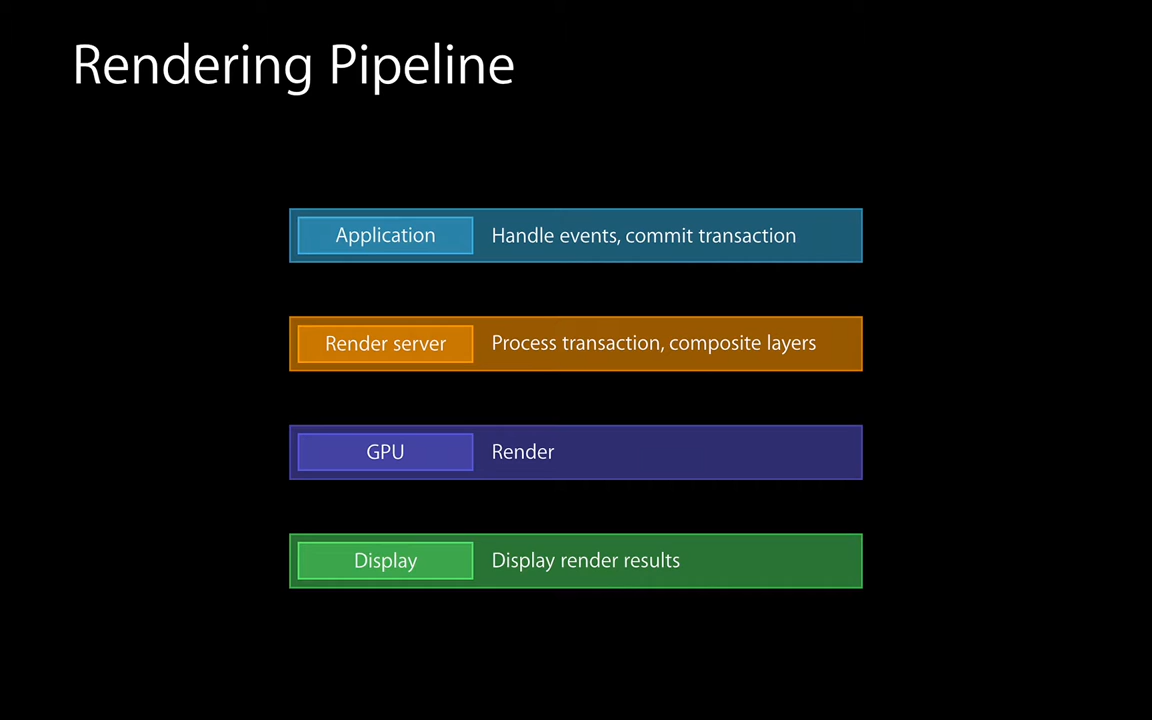 Rendering Pipeline
Application Handle events, commit transaction
Render server Process transaction, composite layers
GPU Render
Display Display render results